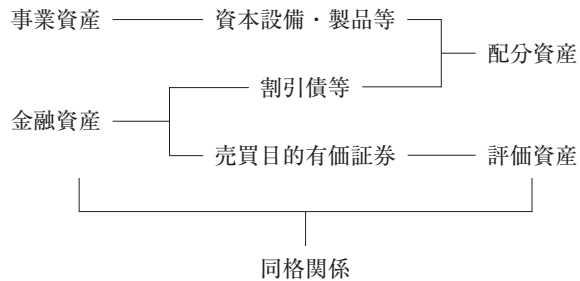 事業資産 資本設備・製品等
配分資産
割引債等
金融資産
売買目的有価証券 評価資産
同格関係